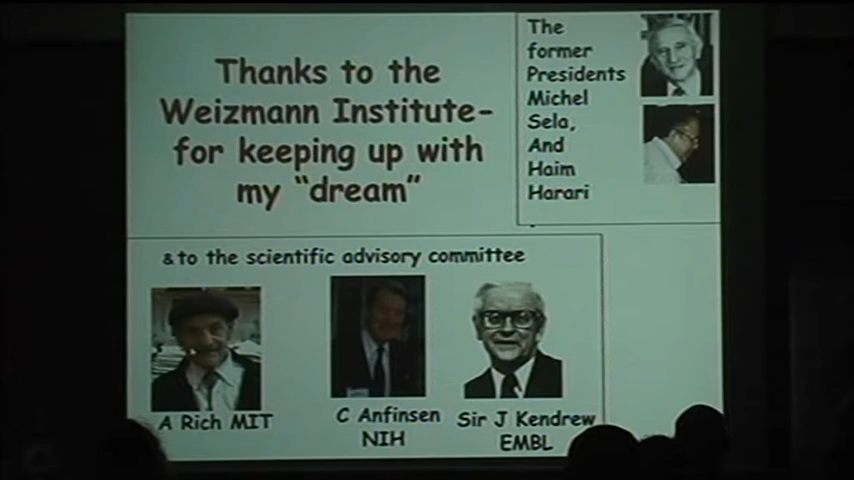 Thanks to the
Weizmann Institute-
for keeping up with
my “dream”
The
former
Presidents
Michel
Sela,
And
Haim
Harari
& to the scientific advisory committee
A Rich MIT
C Anfinsen
NIH
Sir J Kendrew
EMBL